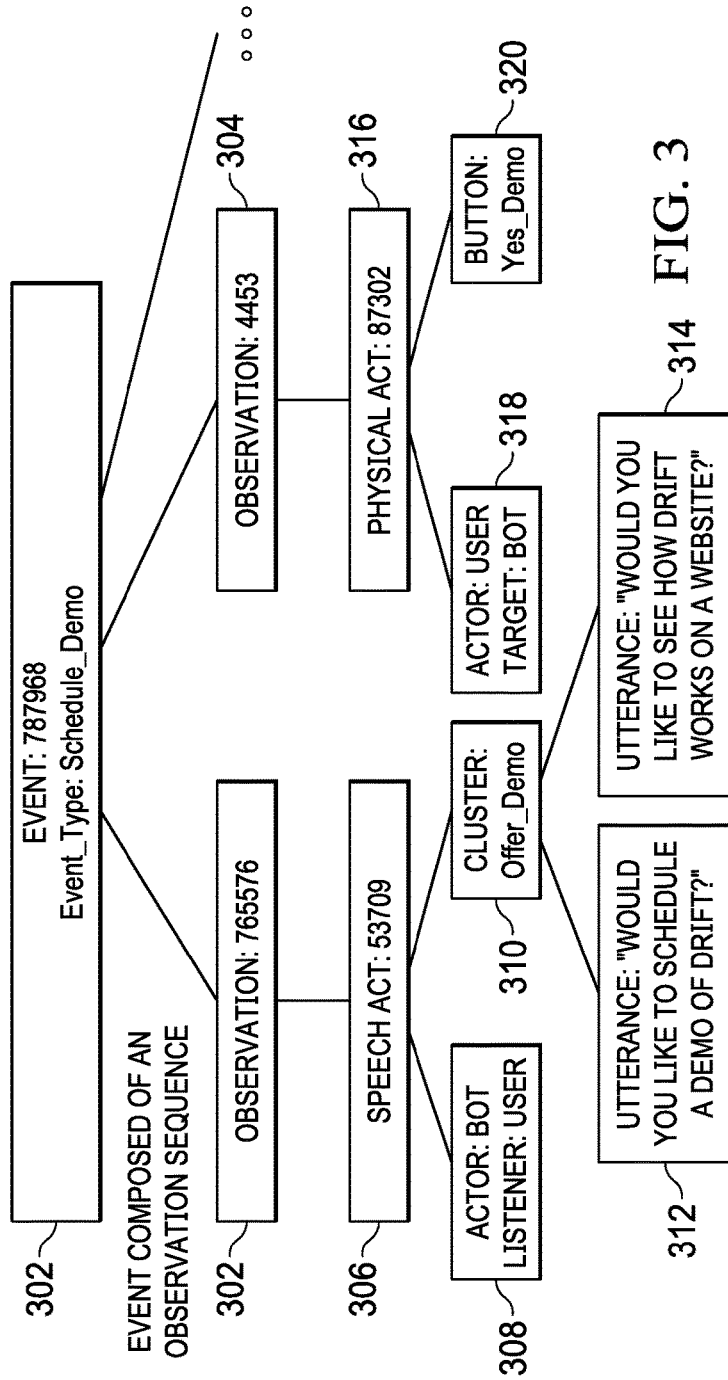 302
EVENT: 787968
Event_Type: Schedule_Demo
EVENT COMPOSED OF AN
OBSERVATION SEQUENCE
302
OBSERVATION: 765576
OBSERVATION: 4453
304
306
SPEECH ACT: 53709
PHYSICAL ACT: 87302
316
308
ACTOR: BOT
LISTENER: USER
310
CLUSTER:
Offer_Demo
ACTOR: USER
TARGET: BOT
318
BUTTON:
Yes_Demo
320
312
UTTERANCE: "WOULD
YOU LIKE TO SCHEDULE
A DEMO OF DRIFT?"
UTTERANCE: "WOULD YOU
LIKE TO SEE HOW DRIFT
WORKS ON A WEBSITE?"
314
FIG. 3